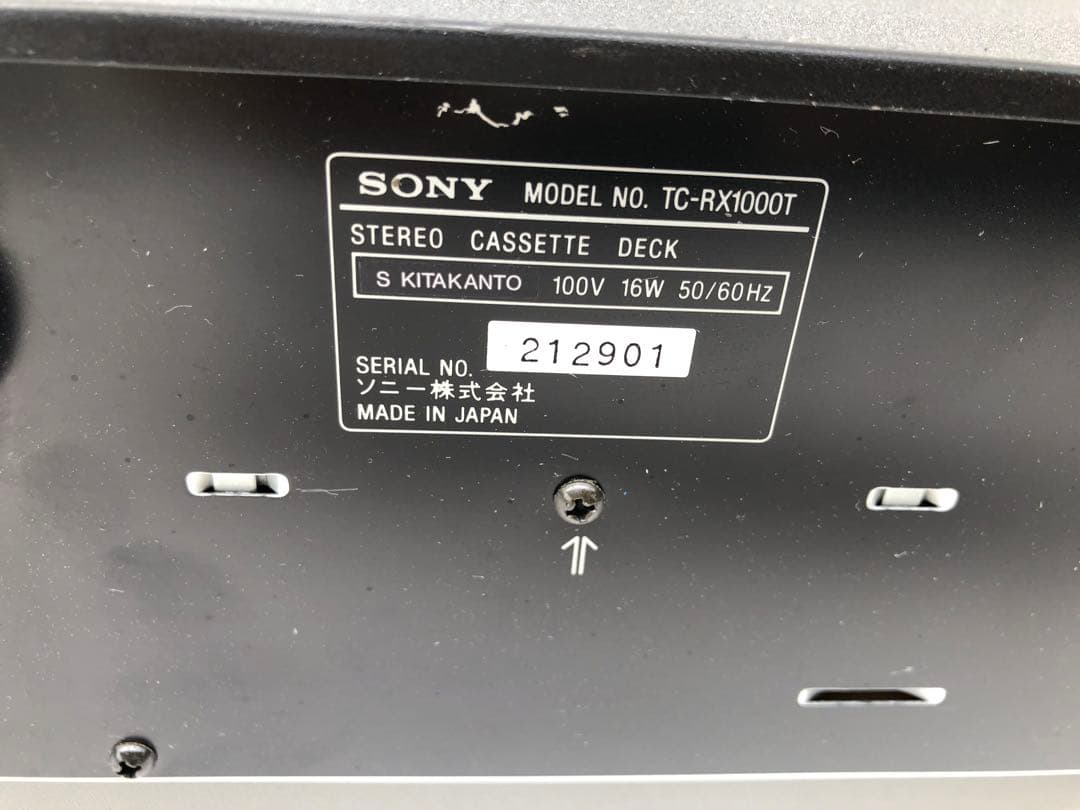 SONY MODEL NO. TC-RX1000T
STEREO CASSETTE DECK
S KITAKANTO 100V 16W 50/60Hz
SERIAL NO. 212901
ソニー株式会社
MADE IN JAPAN